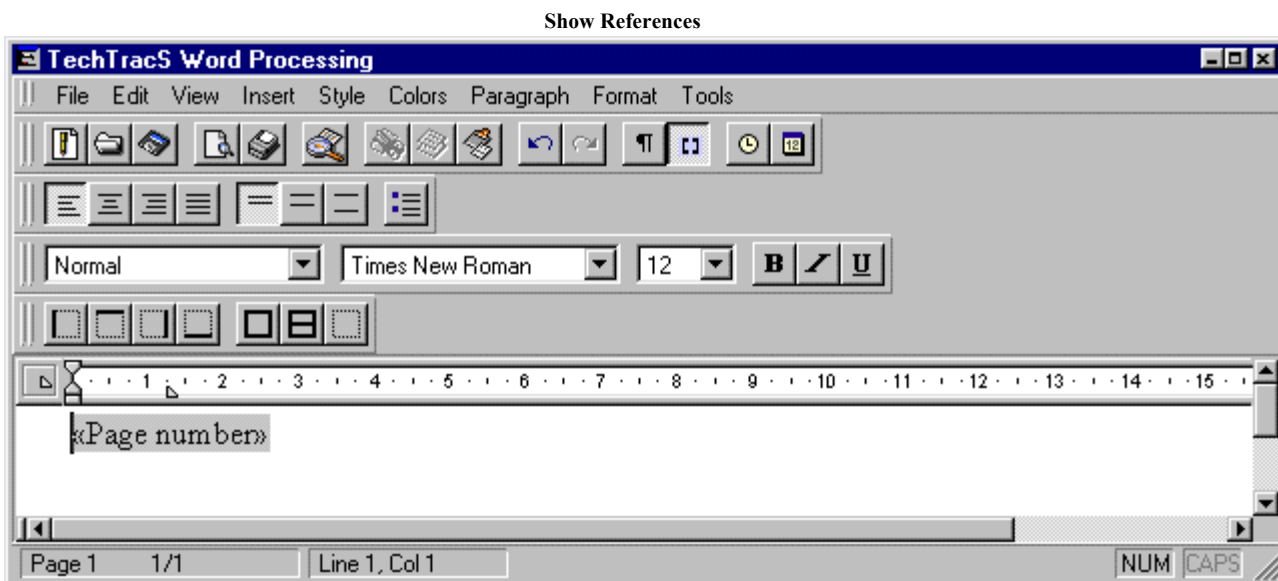 Show References
TechTracS Word Processing
File Edit View Insert Style Colors Paragraph Format Tools
¶ 12
Normal Times New Roman 12 B I U
1 2 3 4 5 6 7 8 9 10 11 12 13 14 15
«Page number»
Page 1 1/1 Line 1, Col 1 NUM CAPS